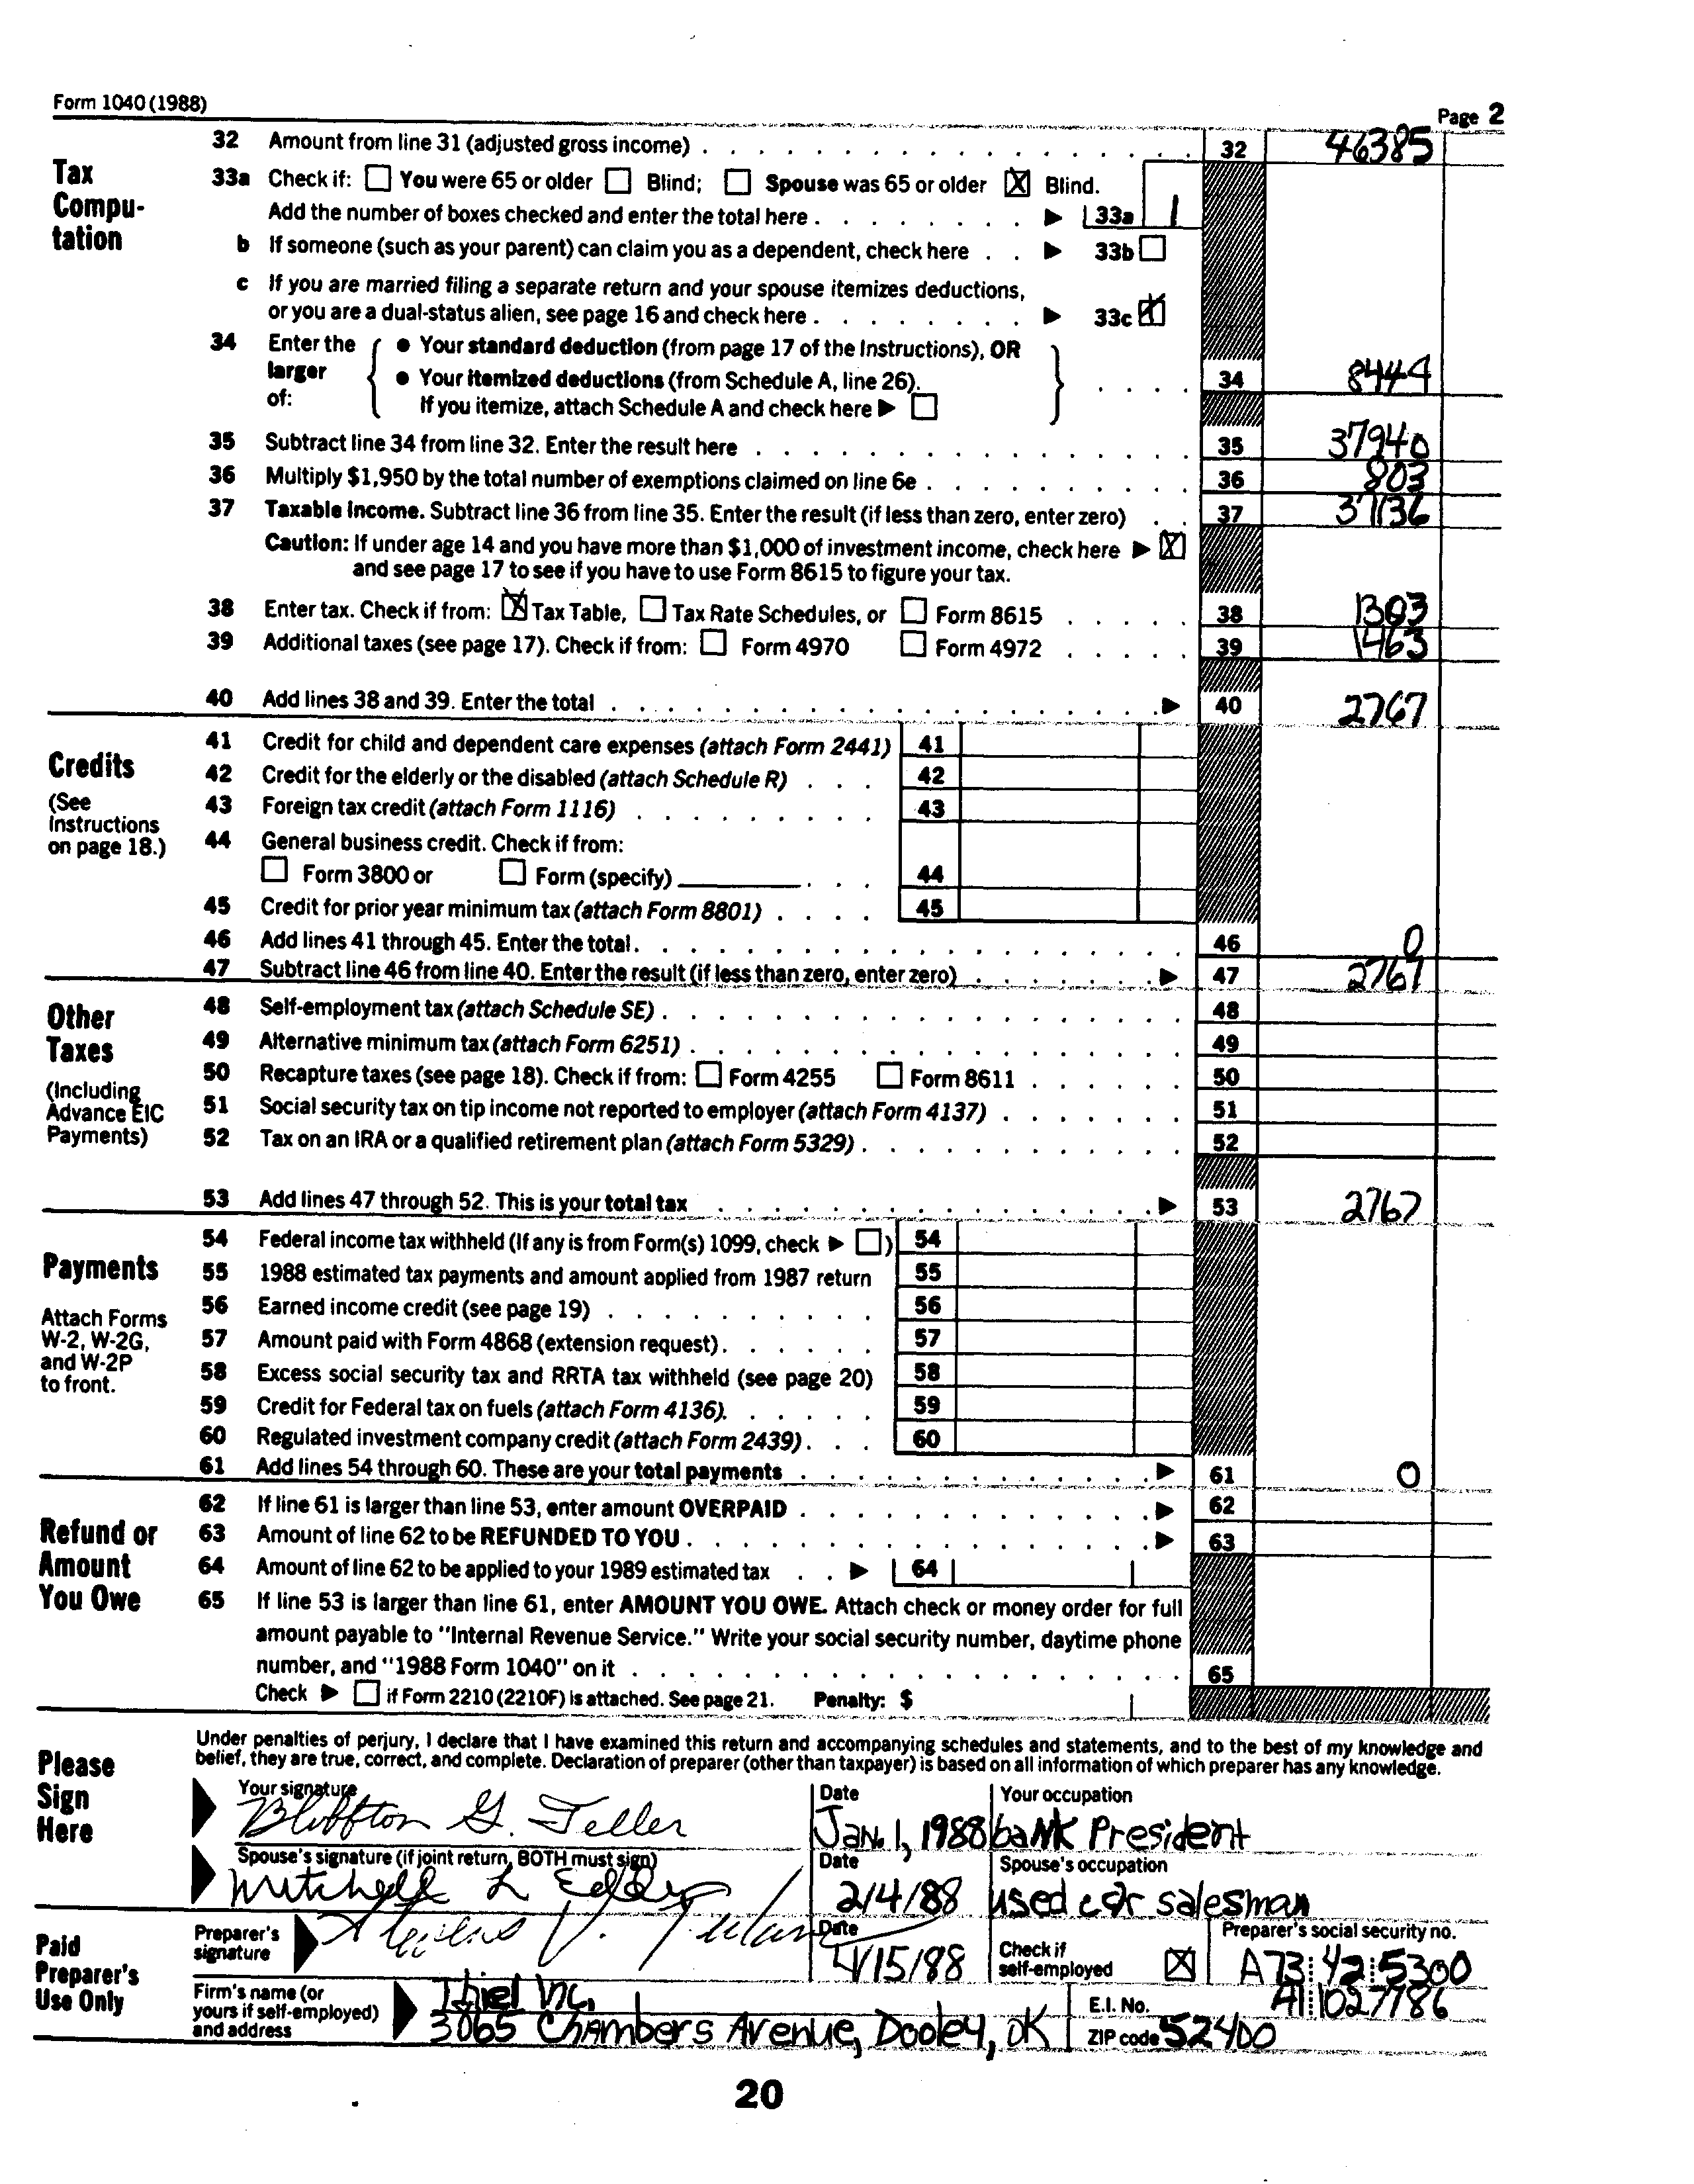 Form 1040 (1988)
Page 2
Tax Compu-
tation
32 Amount from line 31 (adjusted gross income) 32 46385
33a Check if: You were 65 or older Blind; Spouse was 65 or older X Blind.
Add the number of boxes checked and enter the total here 33a 1
b If someone (such as your parent) can claim you as a dependent, check here 33b
c If you are married filing a separate return and your spouse itemizes deductions,
or you are a dual-status alien, see page 16 and check here 33c X
34 Enter the larger of: • Your standard deduction (from page 17 of the Instructions), OR
• Your itemized deductions (from Schedule A, line 26). 34 8444
If you itemize, attach Schedule A and check here
35 Subtract line 34 from line 32. Enter the result here 35 37940
36 Multiply $1,950 by the total number of exemptions claimed on line 6e 36 803
37 Taxable income. Subtract line 36 from line 35. Enter the result (if less than zero, enter zero) 37 37136
Caution: If under age 14 and you have more than $1,000 of investment income, check here X
and see page 17 to see if you have to use Form 8615 to figure your tax.
38 Enter tax. Check if from: X Tax Table, Tax Rate Schedules, or Form 8615 38 1303
39 Additional taxes (see page 17). Check if from: Form 4970 Form 4972 39 1463
40 Add lines 38 and 39. Enter the total 40 2767
Credits
(See
Instructions
on page 18.)
41 Credit for child and dependent care expenses (attach Form 2441) 41
42 Credit for the elderly or the disabled (attach Schedule R) 42
43 Foreign tax credit (attach Form 1116) 43
44 General business credit. Check if from:
Form 3800 or Form (specify) 44
45 Credit for prior year minimum tax (attach Form 8801) 45
46 Add lines 41 through 45. Enter the total 46 0
47 Subtract line 46 from line 40. Enter the result (if less than zero, enter zero) 47 2767
Other
Taxes
(Including
Advance EIC
Payments)
48 Self-employment tax (attach Schedule SE) 48
49 Alternative minimum tax (attach Form 6251) 49
50 Recapture taxes (see page 18). Check if from: Form 4255 Form 8611 50
51 Social security tax on tip income not reported to employer (attach Form 4137) 51
52 Tax on an IRA or a qualified retirement plan (attach Form 5329) 52
53 Add lines 47 through 52. This is your total tax 53 2767
Payments
Attach Forms
W-2, W-2G,
and W-2P
to front.
54 Federal income tax withheld (If any is from Form(s) 1099, check ) 54
55 1988 estimated tax payments and amount applied from 1987 return 55
56 Earned income credit (see page 19) 56
57 Amount paid with Form 4868 (extension request) 57
58 Excess social security tax and RRTA tax withheld (see page 20) 58
59 Credit for Federal tax on fuels (attach Form 4136) 59
60 Regulated investment company credit (attach Form 2439) 60
61 Add lines 54 through 60. These are your total payments 61 0
Refund or
Amount
You Owe
62 If line 61 is larger than line 53, enter amount OVERPAID 62
63 Amount of line 62 to be REFUNDED TO YOU 63
64 Amount of line 62 to be applied to your 1989 estimated tax 64
65 If line 53 is larger than line 61, enter AMOUNT YOU OWE. Attach check or money order for full
amount payable to "Internal Revenue Service." Write your social security number, daytime phone
number, and "1988 Form 1040" on it 65
Check if Form 2210 (2210F) is attached. See page 21. Penalty: $
Please
Sign
Here
Under penalties of perjury, I declare that I have examined this return and accompanying schedules and statements, and to the best of my knowledge and
belief, they are true, correct, and complete. Declaration of preparer (other than taxpayer) is based on all information of which preparer has any knowledge.
Your signature Date Your occupation
Bluffton G. Teller Jan. 1, 1988 baNK President
Spouse's signature (if joint return, BOTH must sign) Date Spouse's occupation
Mitchell L Eddy 2/4/88 used car salesman
Paid
Preparer's
Use Only
Preparer's signature V. Date 4/15/88 Check if self-employed X Preparer's social security no. A73:42:5300
Firm's name (or
yours if self-employed)
and address
Thiel Inc. E.I. No. A1:1027786
3065 Chambers Avenue, Dooley, OK ZIP code 52400
20